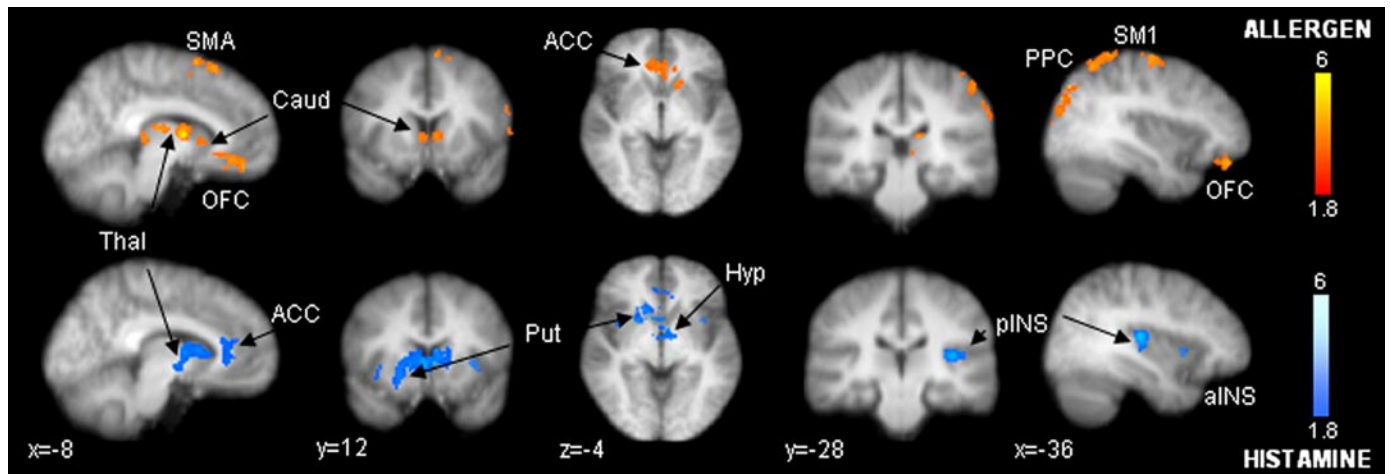 ALLERGEN
SMA
ACC
SM1
PPC
6
Caud
OFC
OFC
1.8
Thal
Hyp
ACC
Put
pINS
6
aINS
1.8
x=-8
y=12
z=-4
y=-28
x=-36
HISTAMINE